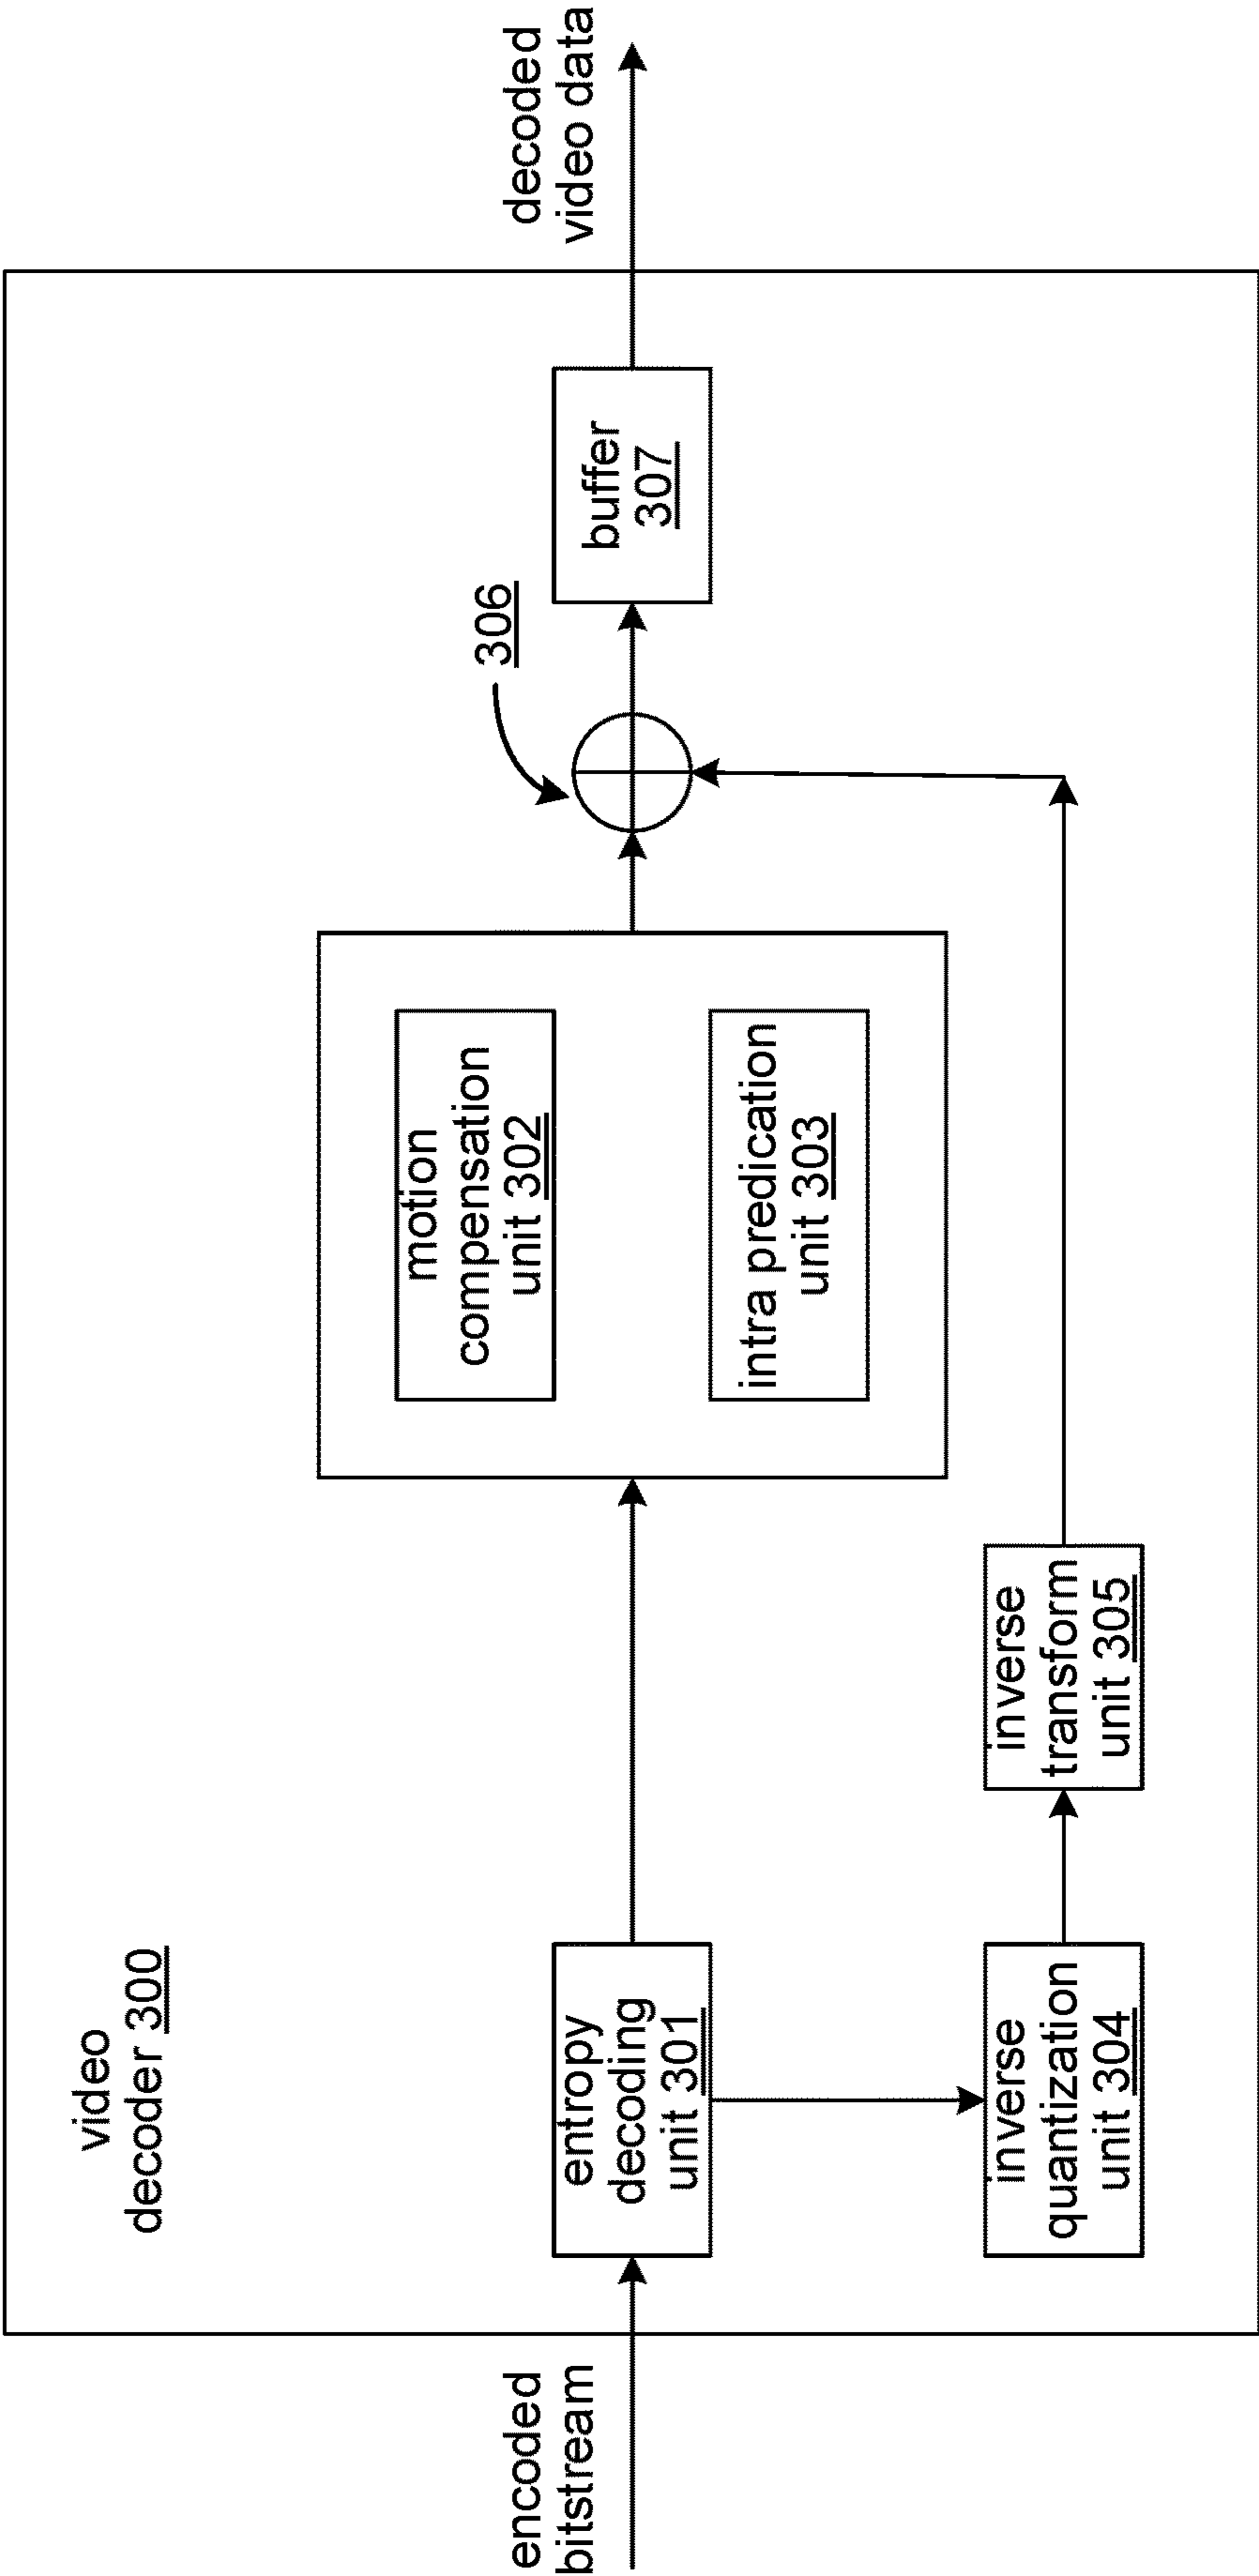 video
decoder 300
encoded
bitstream
entropy
decoding
unit 301
inverse
quantization
unit 304
inverse
transform
unit 305
motion
compensation
unit 302
intra predication
unit 303
306
buffer
307
decoded
video data